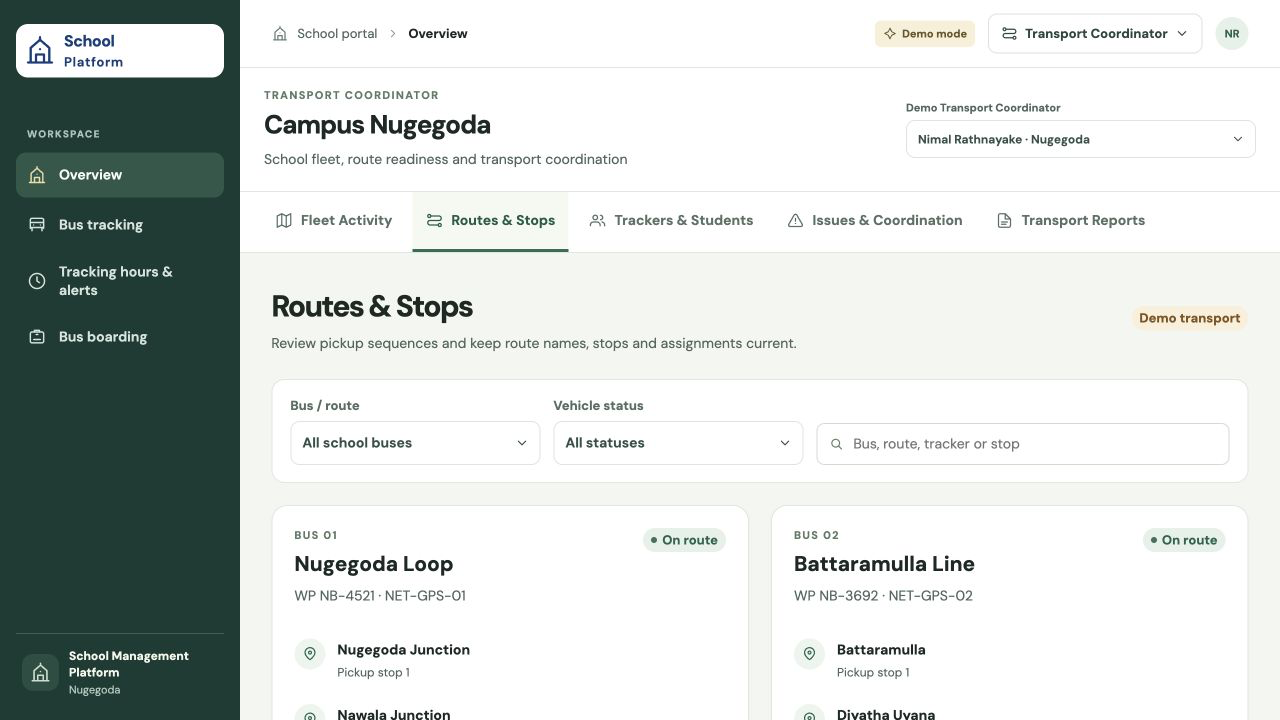 School
Platform
WORKSPACE
Overview
Bus tracking
Tracking hours &
alerts
Bus boarding
School Management
Platform
Nugegoda
School portal
Overview
Demo mode
Transport Coordinator
NR
TRANSPORT COORDINATOR
Campus Nugegoda
School fleet, route readiness and transport coordination
Demo Transport Coordinator
Nimal Rathnayake · Nugegoda
Fleet Activity
Routes & Stops
Trackers & Students
Issues & Coordination
Transport Reports
Routes & Stops
Review pickup sequences and keep route names, stops and assignments current.
Demo transport
Bus / route
All school buses
Vehicle status
All statuses
Bus, route, tracker or stop
BUS 01
On route
Nugegoda Loop
WP NB-4521 · NET-GPS-01
Nugegoda Junction
Pickup stop 1
Nawala Junction
BUS 02
On route
Battaramulla Line
WP NB-3692 · NET-GPS-02
Battaramulla
Pickup stop 1
Diyatha Uyana